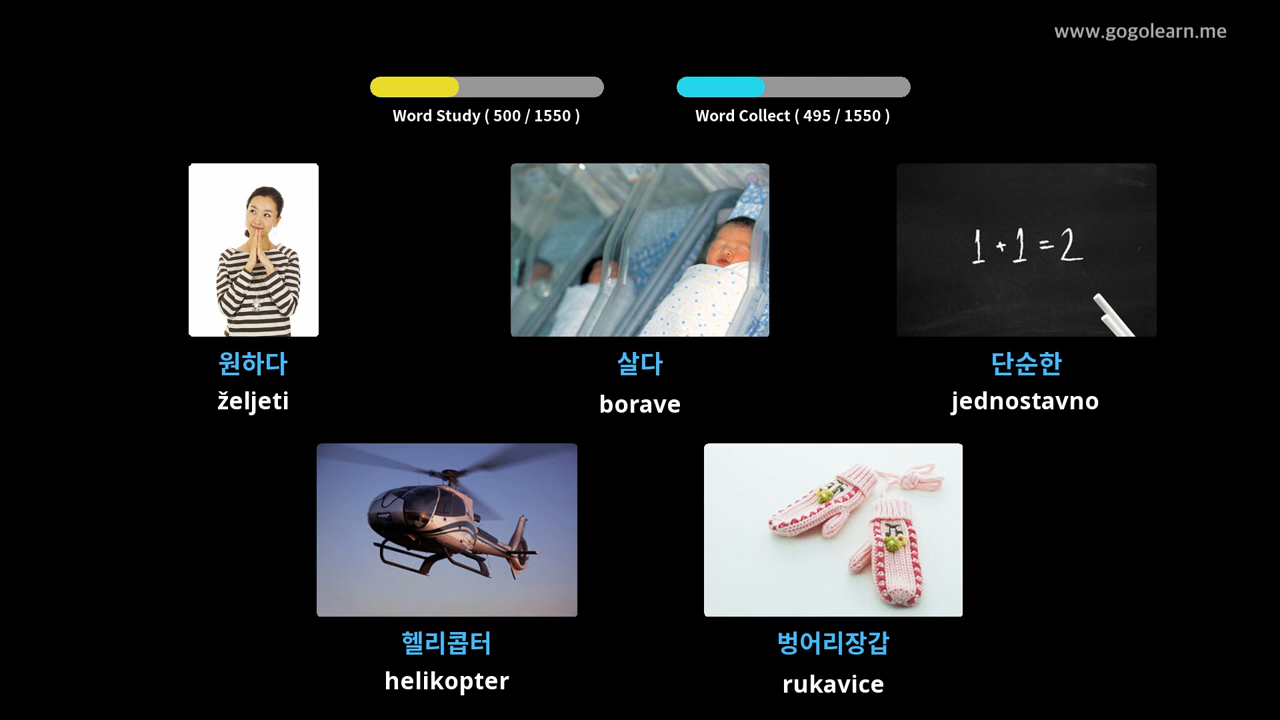 www.gogolearn.me
Word Study ( 500 / 1550 )
Word Collect ( 495 / 1550 )
1 + 1 = 2
원하다
željeti
살다
borave
단순한
jednostavno
헬리콥터
helikopter
벙어리장갑
rukavice